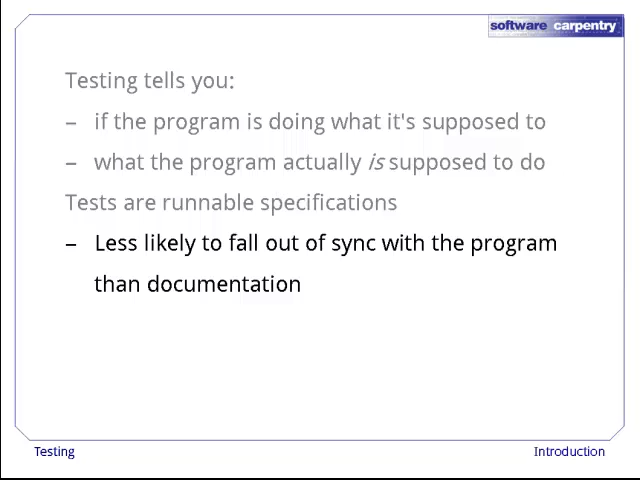 software carpentry
Testing tells you:
– if the program is doing what it's supposed to
– what the program actually is supposed to do
Tests are runnable specifications
– Less likely to fall out of sync with the program
than documentation
Testing
Introduction